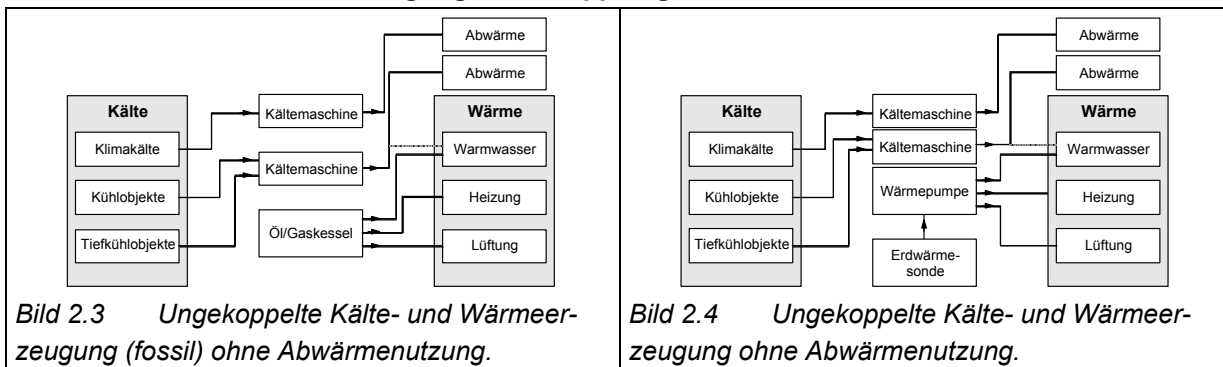 Abwärme
Abwärme
Kälte
Wärme
Klimakälte
Kältemaschine
Warmwasser
Kühlobjekte
Kältemaschine
Heizung
Tiefkühlobjekte
Öl/Gaskessel
Lüftung
Bild 2.3 Ungekoppelte Kälte- und Wärmeer-
zeugung (fossil) ohne Abwärmenutzung.
Abwärme
Abwärme
Kälte
Wärme
Klimakälte
Kältemaschine
Kältemaschine
Warmwasser
Kühlobjekte
Wärmepumpe
Heizung
Tiefkühlobjekte
Erdwärme-
sonde
Lüftung
Bild 2.4 Ungekoppelte Kälte- und Wärmeer-
zeugung ohne Abwärmenutzung.